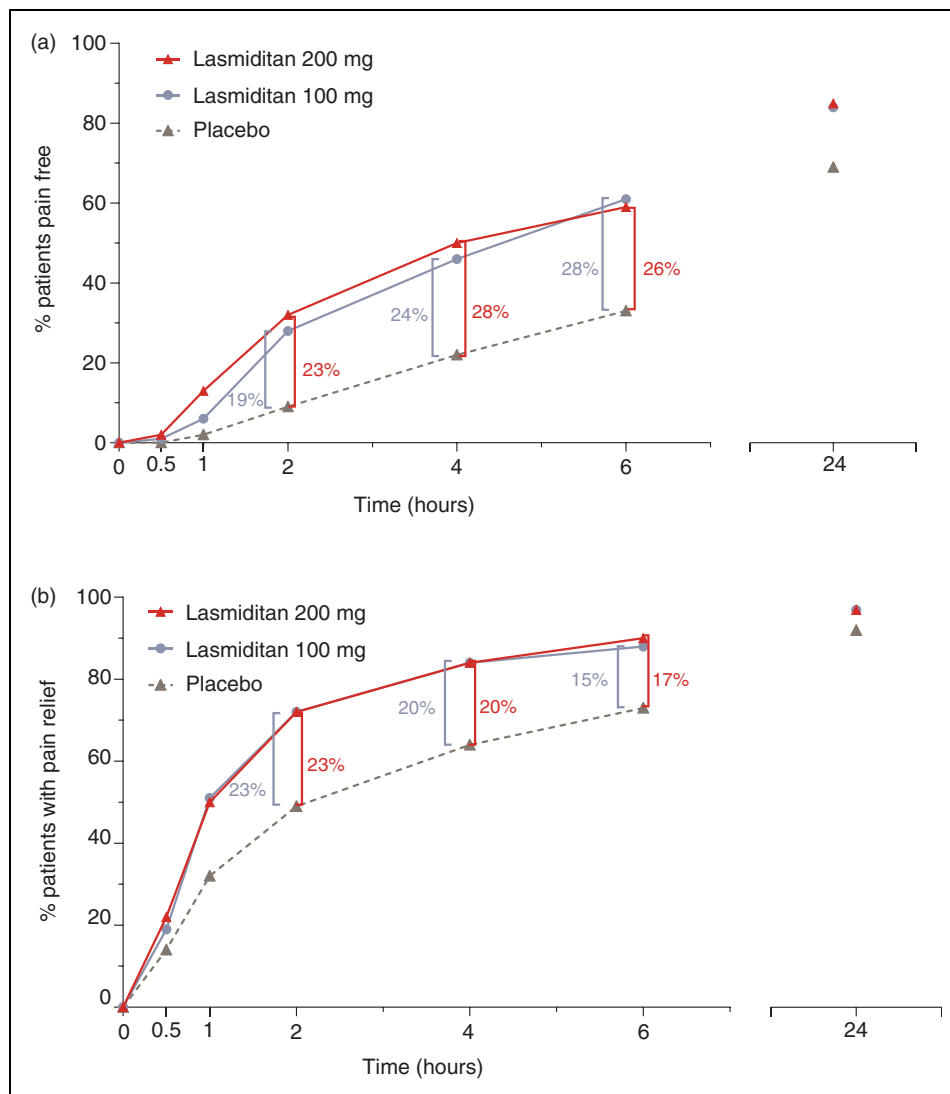 (a)
100
80
60
40
20
0
% patients pain free
Lasmiditan 200 mg
Lasmiditan 100 mg
Placebo
19%
23%
24%
28%
28%
26%
0 0.5 1 2 4 6 24
Time (hours)
(b)
100
80
60
40
20
0
% patients with pain relief
Lasmiditan 200 mg
Lasmiditan 100 mg
Placebo
23%
23%
20%
20%
15%
17%
0 0.5 1 2 4 6 24
Time (hours)